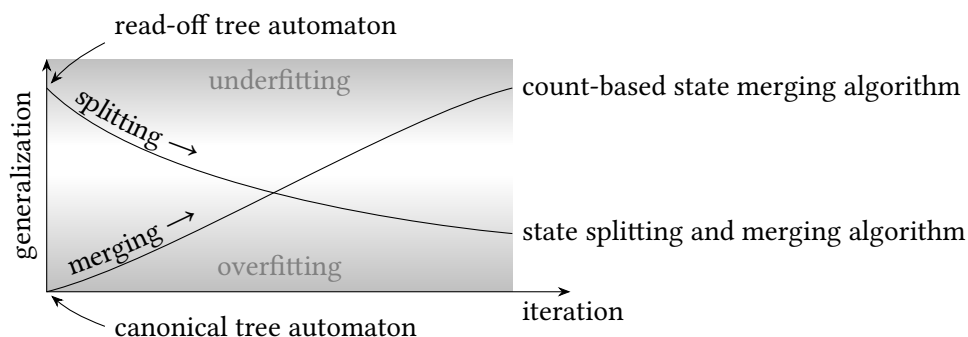 read-off tree automaton
underfitting
count-based state merging algorithm
splitting →
generalization
merging →
state splitting and merging algorithm
overfitting
iteration
canonical tree automaton